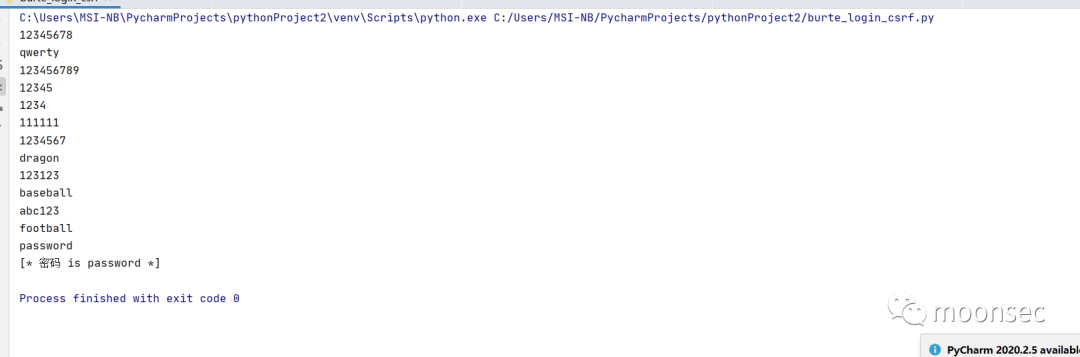 burte_login_csrf
C:\Users\MSI-NB\PycharmProjects\pythonProject2\venv\Scripts\python.exe C:/Users/MSI-NB/PycharmProjects/pythonProject2/burte_login_csrf.py
12345678
qwerty
123456789
12345
1234
111111
1234567
dragon
123123
baseball
abc123
football
password
[* 密码 is password *]
Process finished with exit code 0
moonsec
PyCharm 2020.2.5 available